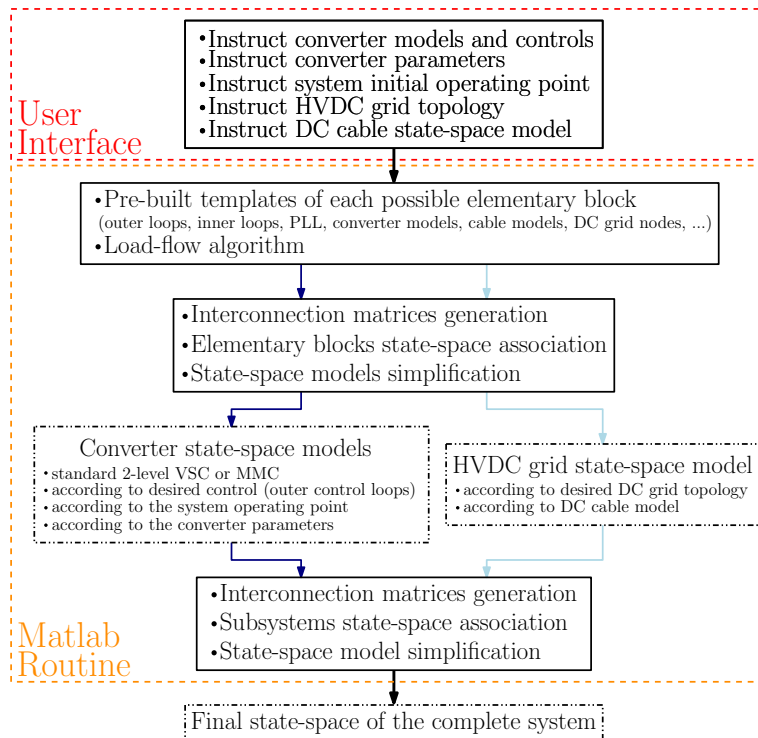 •Instruct converter models and controls
•Instruct converter parameters
•Instruct system initial operating point
•Instruct HVDC grid topology
•Instruct DC cable state-space model
User
Interface
•Pre-built templates of each possible elementary block
(outer loops, inner loops, PLL, converter models, cable models, DC grid nodes, ...)
•Load-flow algorithm
•Interconnection matrices generation
•Elementary blocks state-space association
•State-space models simplification
Converter state-space models
•standard 2-level VSC or MMC
•according to desired control (outer control loops)
•according to the system operating point
•according to the converter parameters
HVDC grid state-space model
•according to desired DC grid topology
•according to DC cable model
•Interconnection matrices generation
•Subsystems state-space association
•State-space model simplification
Matlab
Routine
Final state-space of the complete system